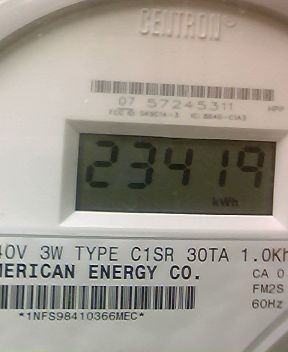 CENTRON
07 57245311
23419
kWh
40V 3W TYPE C1SR 30TA 1.0Kh
MERICAN ENERGY CO.
CA 0
FM2S
60Hz
*1NFS98410366MEC*